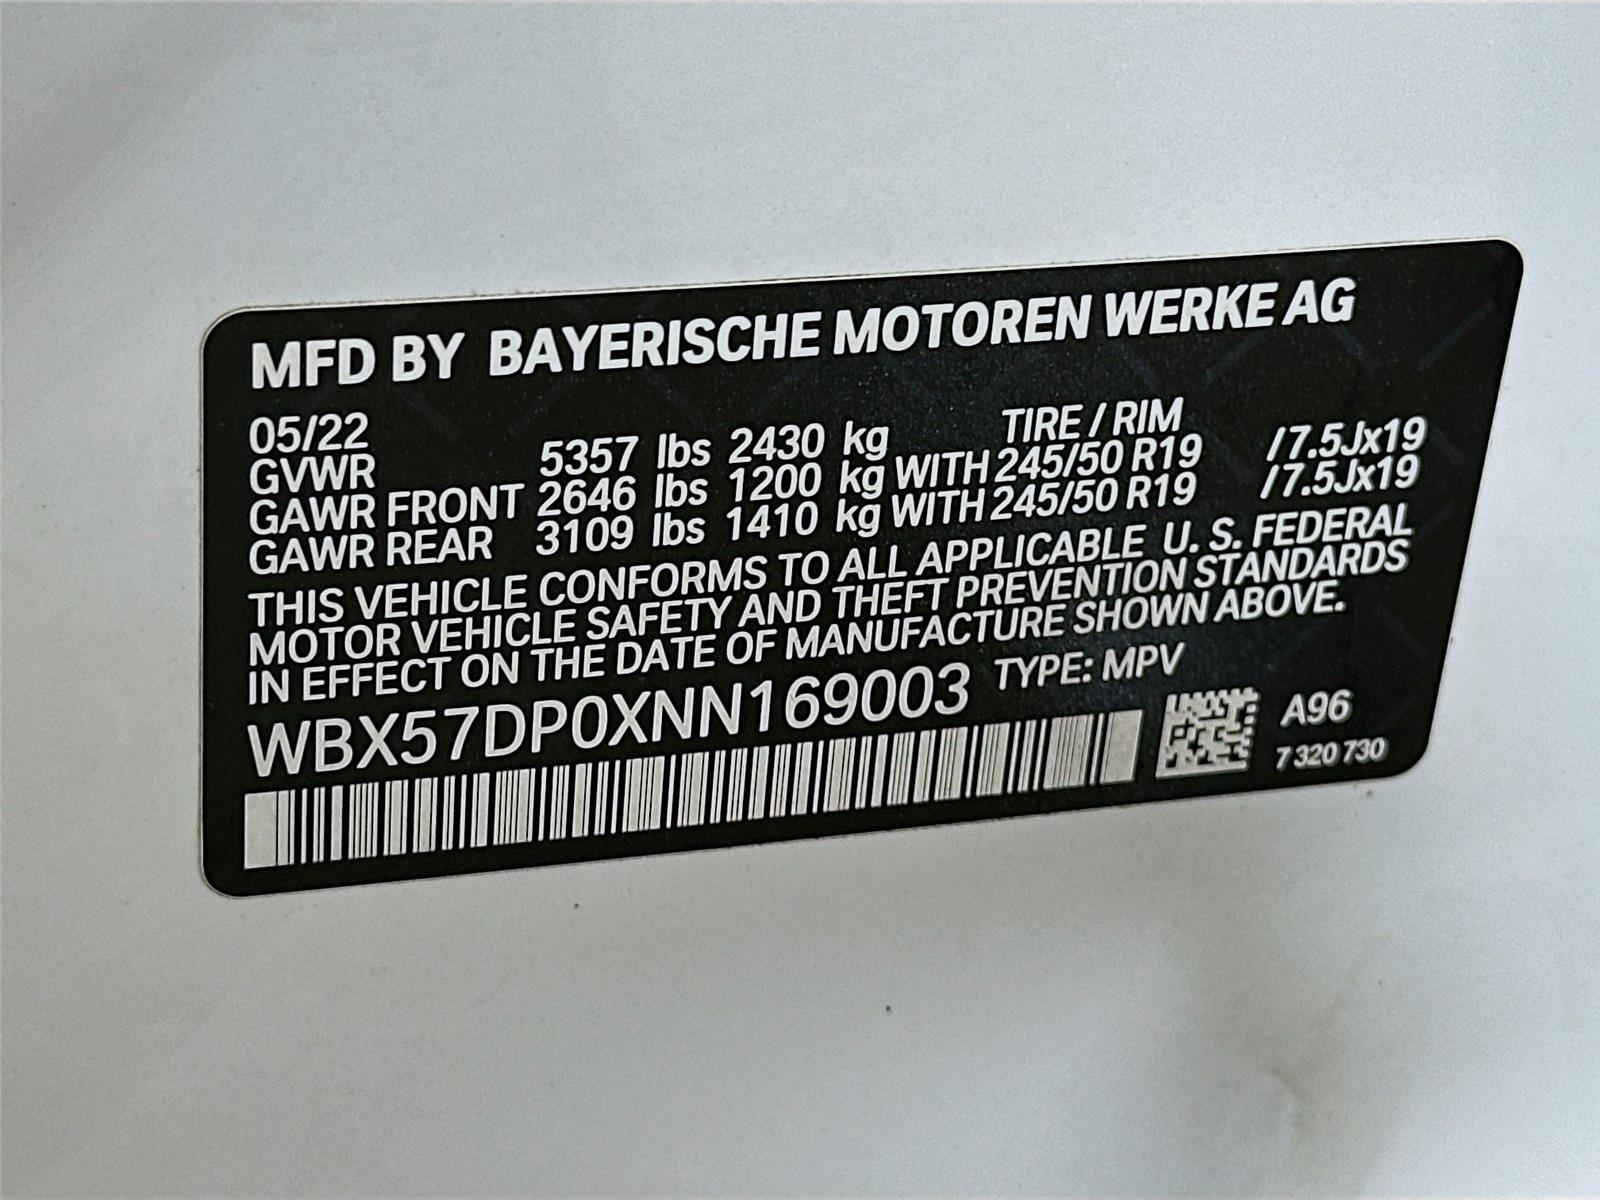 MFD BY BAYERISCHE MOTOREN WERKE AG
05/22 TIRE / RIM
GVWR 5357 lbs 2430 kg
GAWR FRONT 2646 lbs 1200 kg WITH 245/50 R19 /7.5Jx19
GAWR REAR 3109 lbs 1410 kg WITH 245/50 R19 /7.5Jx19
THIS VEHICLE CONFORMS TO ALL APPLICABLE U. S. FEDERAL
MOTOR VEHICLE SAFETY AND THEFT PREVENTION STANDARDS
IN EFFECT ON THE DATE OF MANUFACTURE SHOWN ABOVE.
WBX57DP0XNN169003 TYPE: MPV
A96
7 320 730